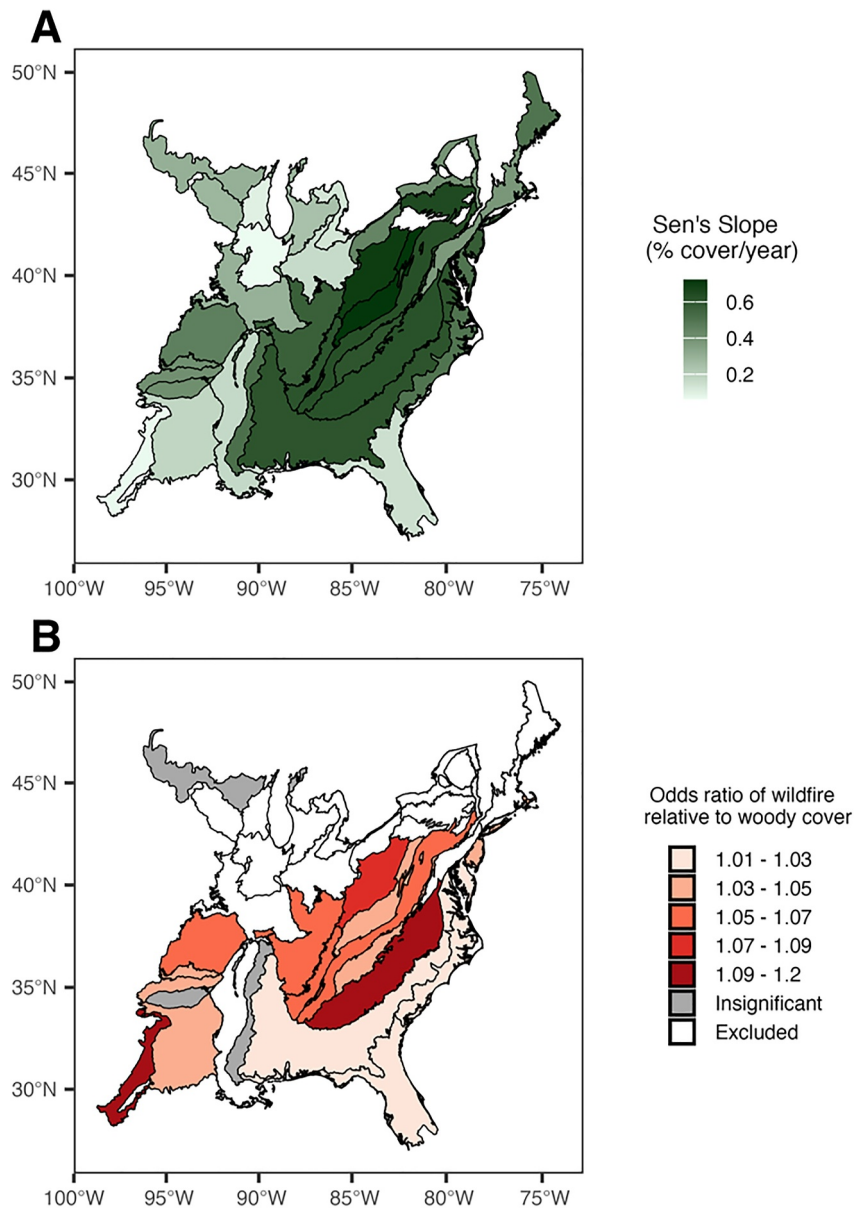 A
50°N
45°N
40°N
35°N
30°N
100°W 95°W 90°W 85°W 80°W 75°W
Sen's Slope
(% cover/year)
0.6
0.4
0.2
B
50°N
45°N
40°N
35°N
30°N
100°W 95°W 90°W 85°W 80°W 75°W
Odds ratio of wildfire
relative to woody cover
1.01 - 1.03
1.03 - 1.05
1.05 - 1.07
1.07 - 1.09
1.09 - 1.2
Insignificant
Excluded